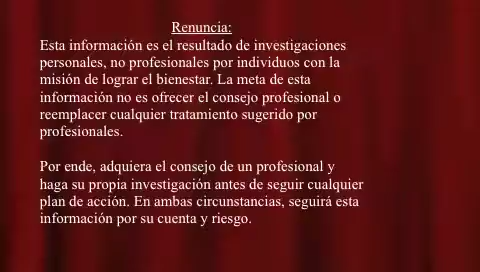 Renuncia:
Esta información es el resultado de investigaciones
personales, no profesionales por individuos con la
misión de lograr el bienestar. La meta de esta
información no es ofrecer el consejo profesional o
reemplacer cualquier tratamiento sugerido por
profesionales.
Por ende, adquiera el consejo de un profesional y
haga su propia investigación antes de seguir cualquier
plan de acción. En ambas circunstancias, seguirá esta
información por su cuenta y riesgo.